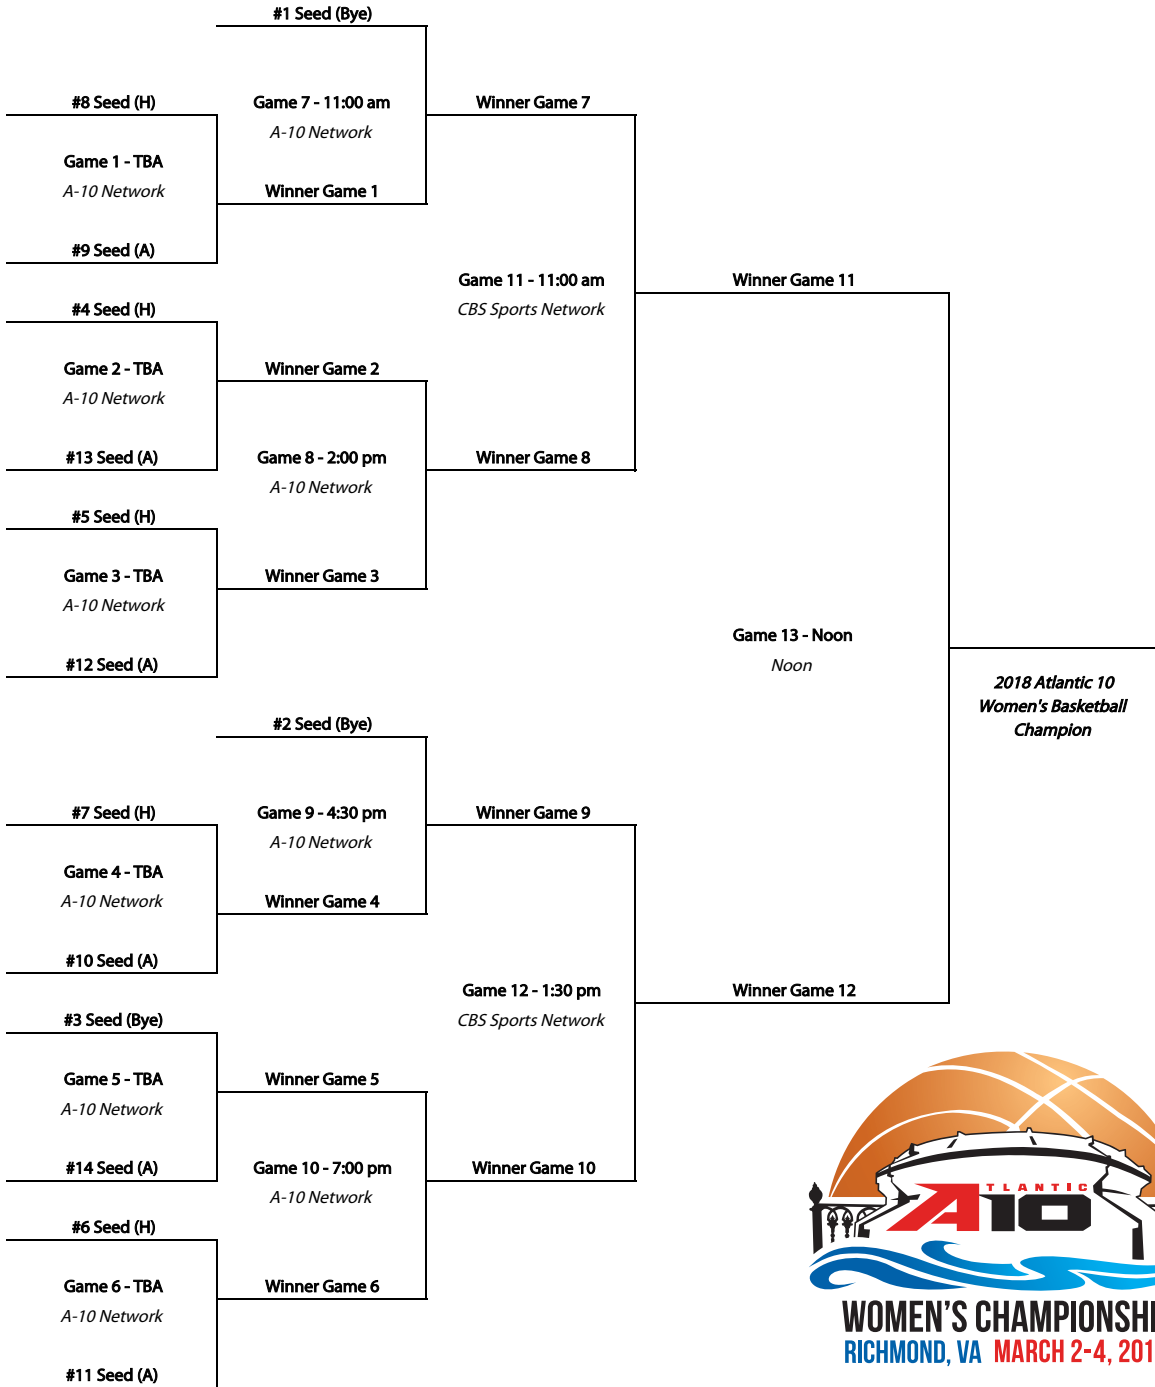 #1 Seed (Bye)
#8 Seed (H)
Game 7 - 11:00 am
Winner Game 7
A-10 Network
Game 1 - TBA
A-10 Network
Winner Game 1
#9 Seed (A)
Game 11 - 11:00 am
Winner Game 11
CBS Sports Network
#4 Seed (H)
Game 2 - TBA
Winner Game 2
A-10 Network
#13 Seed (A)
Game 8 - 2:00 pm
Winner Game 8
A-10 Network
#5 Seed (H)
Game 3 - TBA
Winner Game 3
A-10 Network
Game 13 - Noon
Noon
#12 Seed (A)
2018 Atlantic 10
Women's Basketball
Champion
#2 Seed (Bye)
#7 Seed (H)
Game 9 - 4:30 pm
Winner Game 9
A-10 Network
Game 4 - TBA
A-10 Network
Winner Game 4
#10 Seed (A)
Game 12 - 1:30 pm
Winner Game 12
CBS Sports Network
#3 Seed (Bye)
Game 5 - TBA
Winner Game 5
A-10 Network
#14 Seed (A)
Game 10 - 7:00 pm
Winner Game 10
A-10 Network
#6 Seed (H)
Game 6 - TBA
Winner Game 6
A-10 Network
#11 Seed (A)
ATLANTIC
10
WOMEN'S CHAMPIONSHI
RICHMOND, VA MARCH 2-4, 201